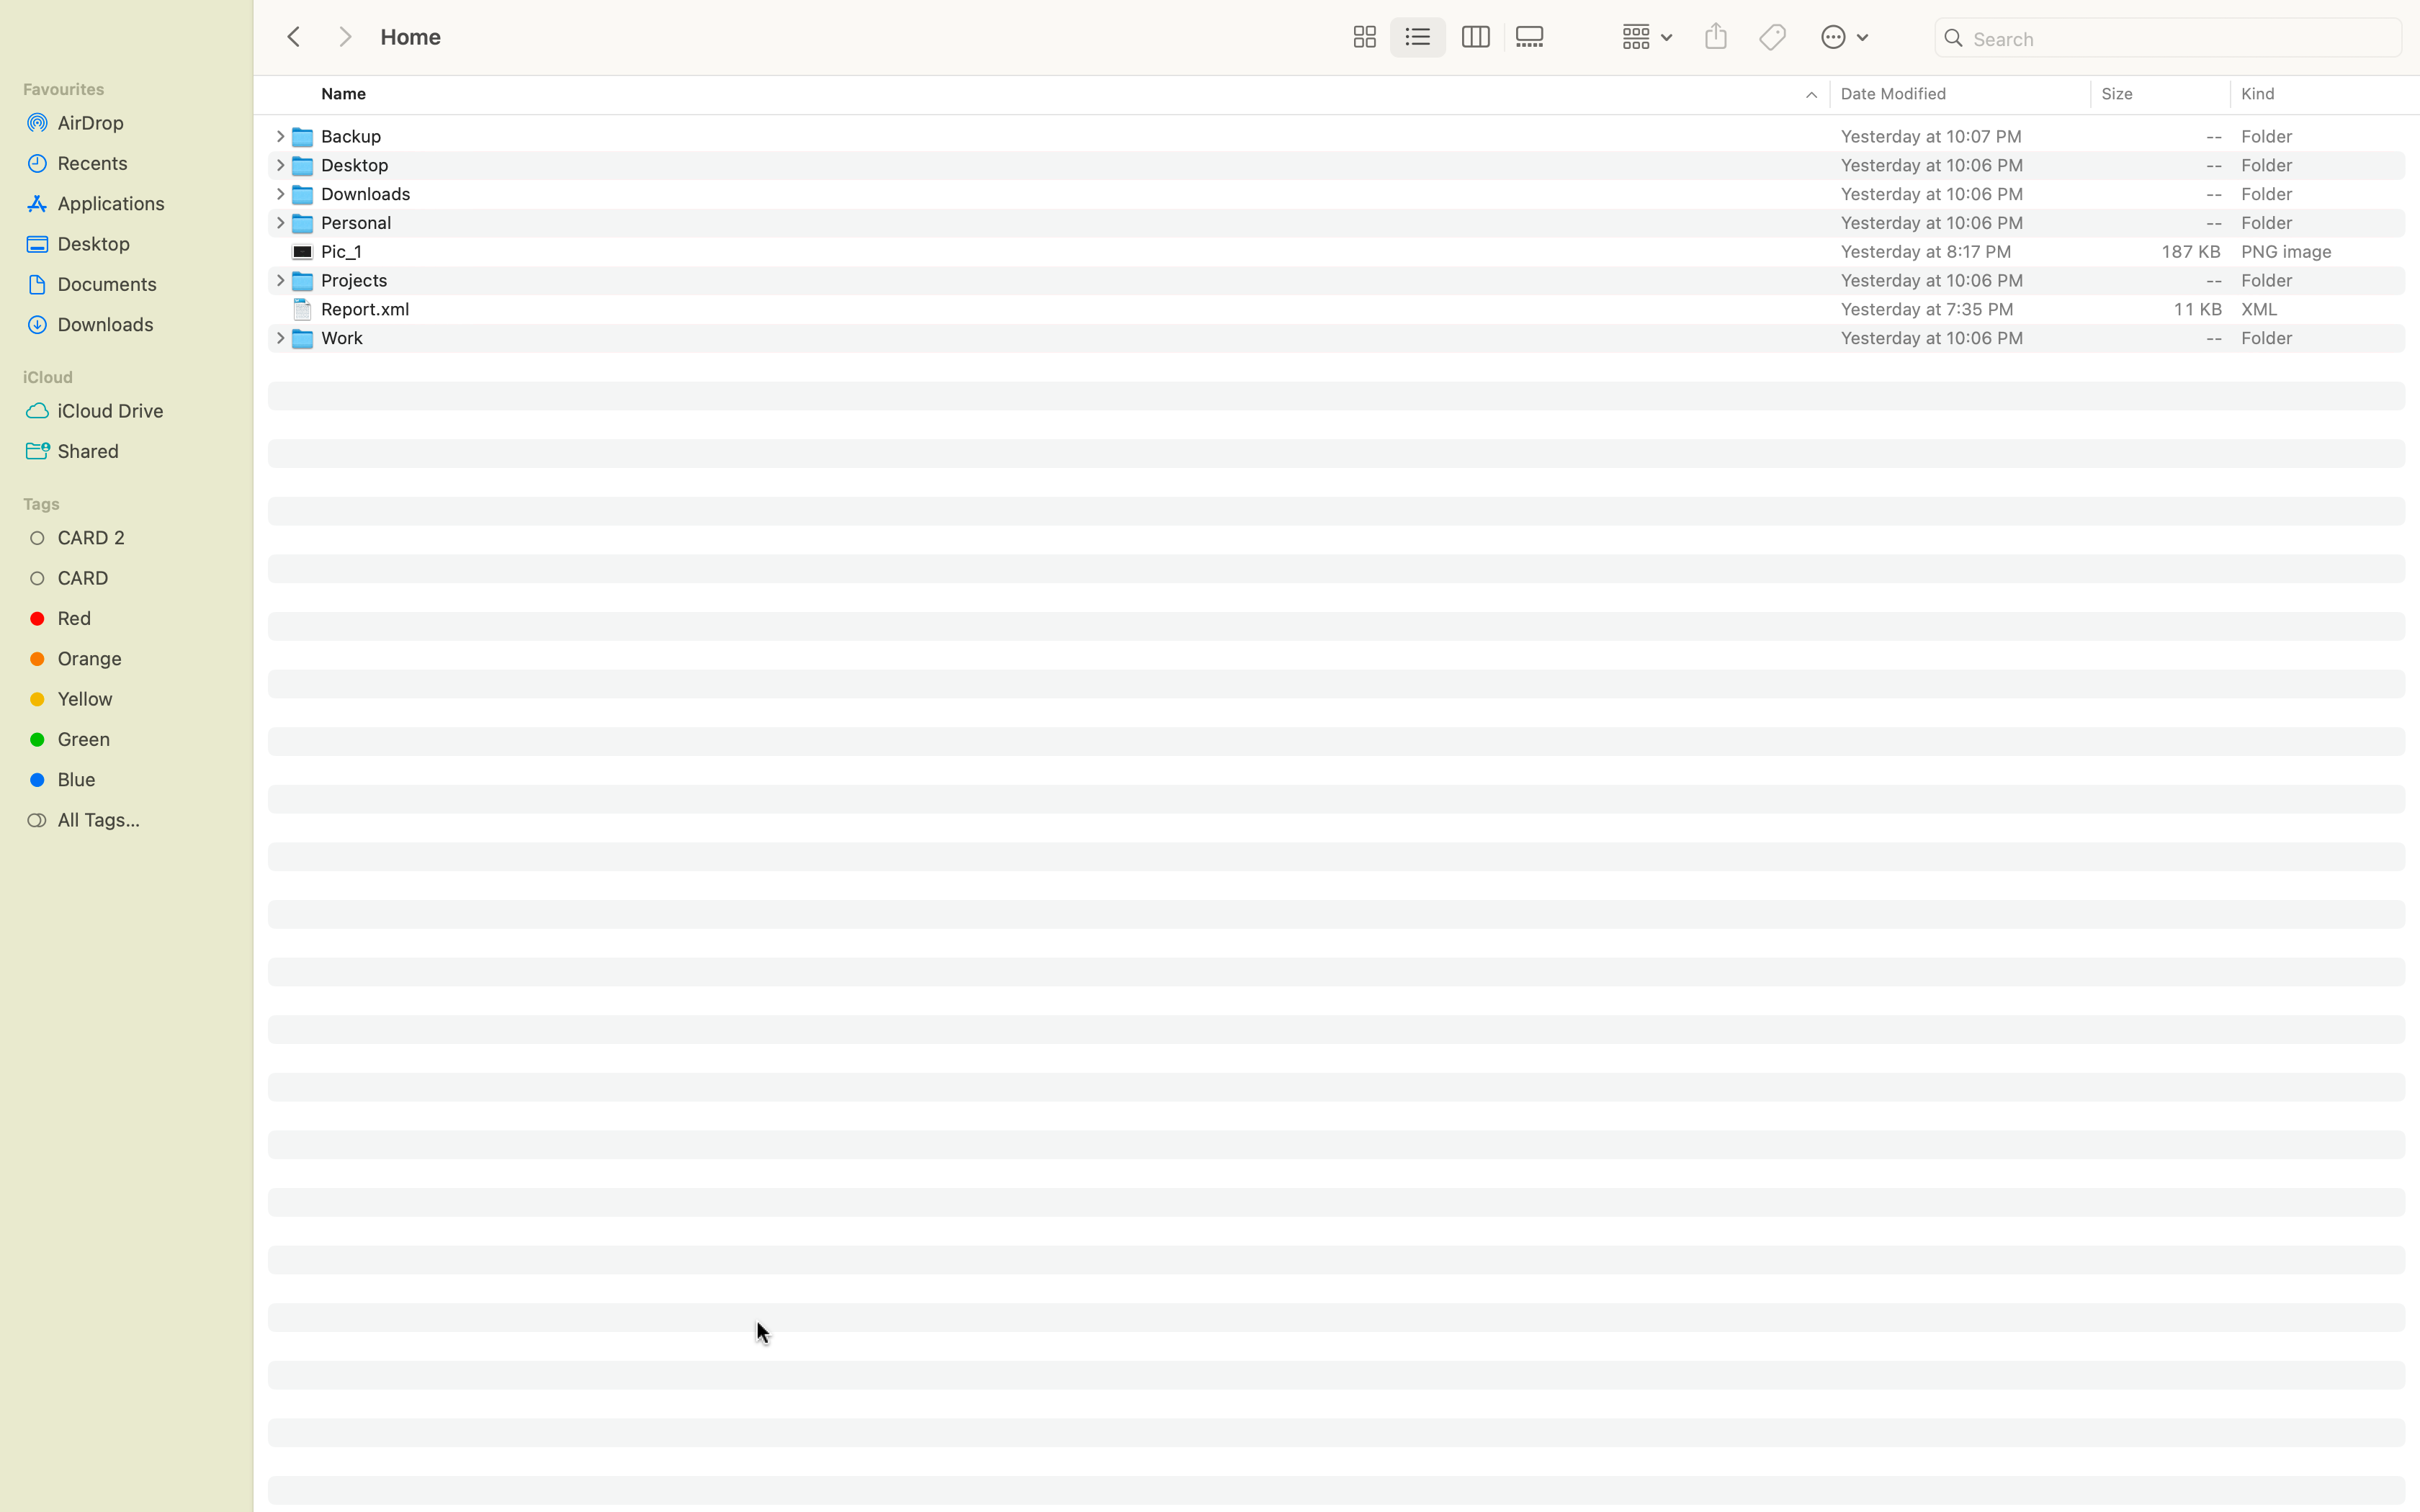 Home
Search
Favourites
AirDrop
Recents
Applications
Desktop
Documents
Downloads
iCloud
iCloud Drive
Shared
Tags
CARD 2
CARD
Red
Orange
Yellow
Green
Blue
All Tags...
Name Date Modified Size Kind
Backup Yesterday at 10:07 PM -- Folder
Desktop Yesterday at 10:06 PM -- Folder
Downloads Yesterday at 10:06 PM -- Folder
Personal Yesterday at 10:06 PM -- Folder
Pic_1 Yesterday at 8:17 PM 187 KB PNG image
Projects Yesterday at 10:06 PM -- Folder
Report.xml Yesterday at 7:35 PM 11 KB XML
Work Yesterday at 10:06 PM -- Folder